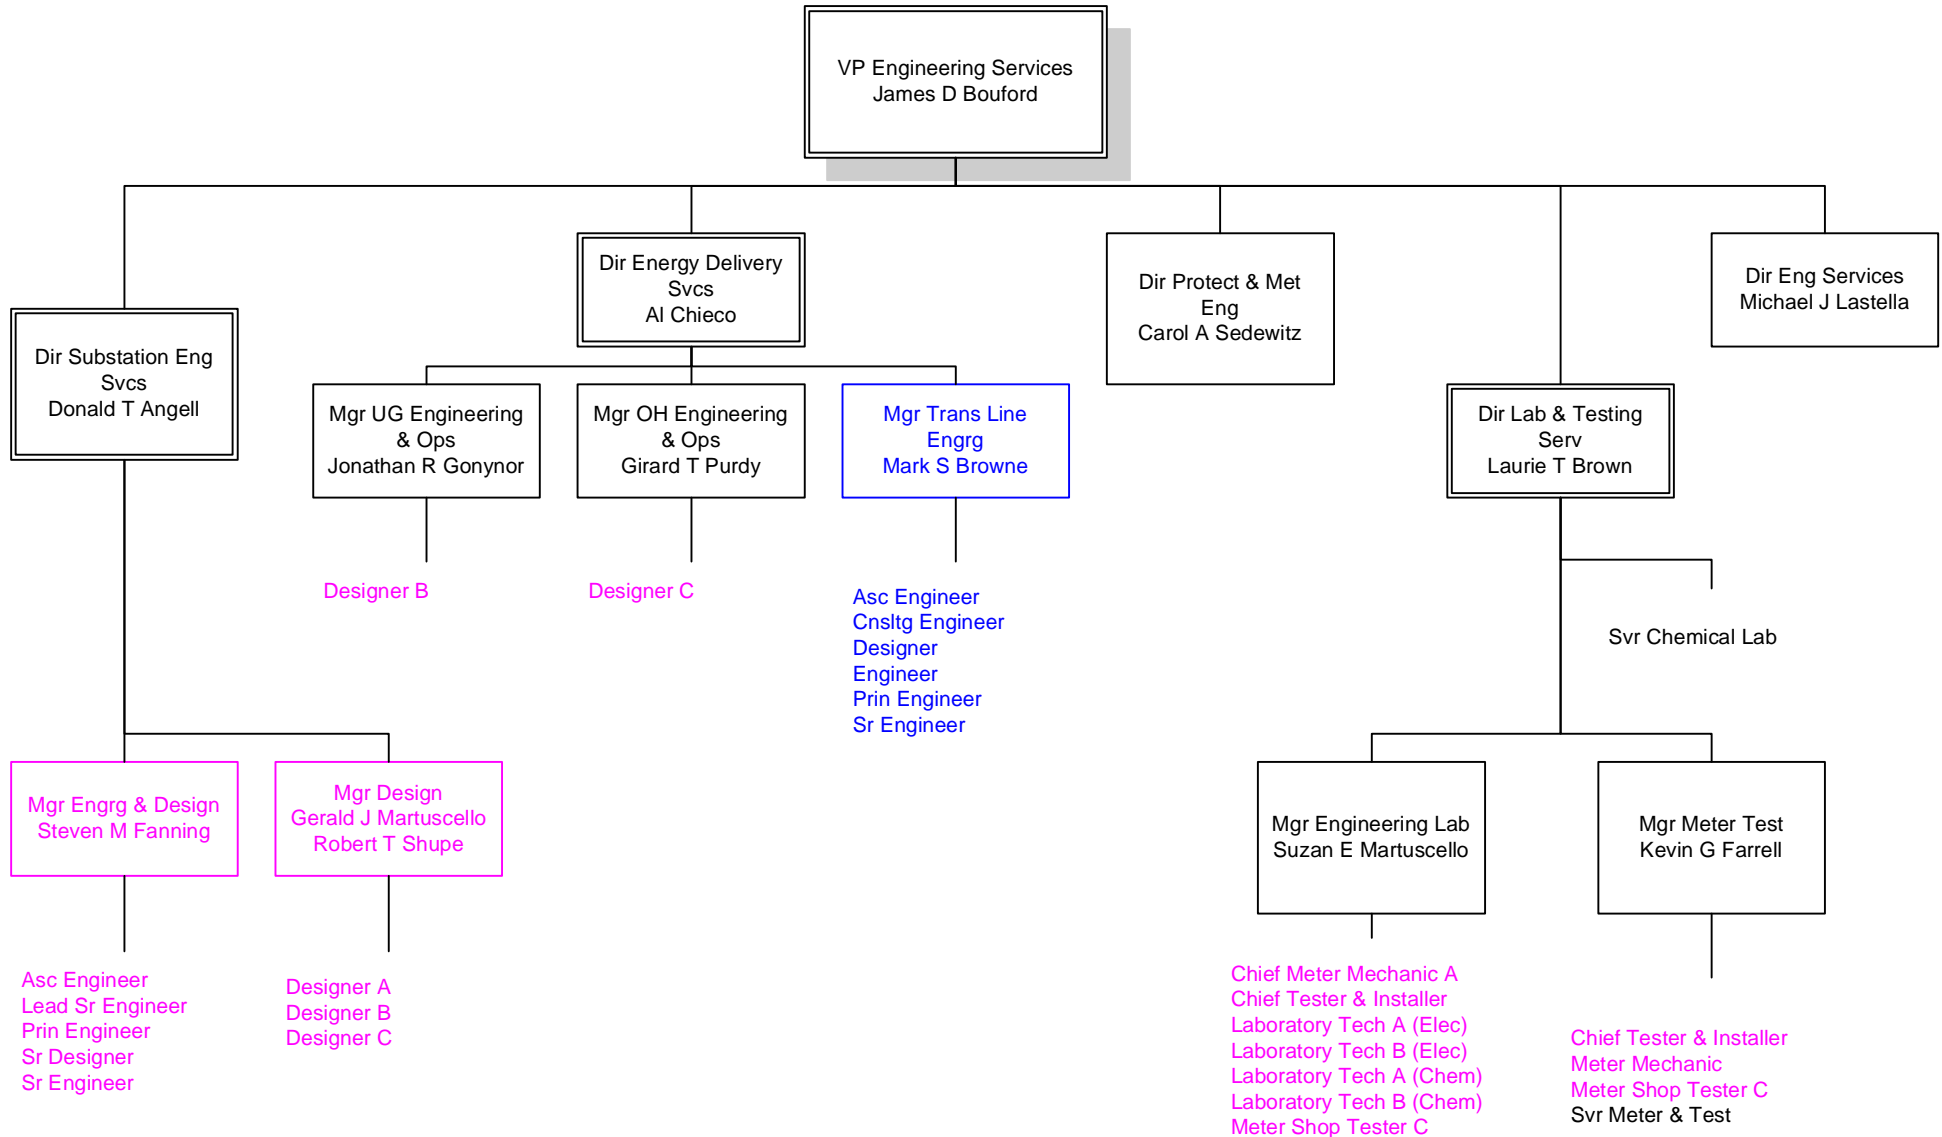 VP Engineering Services
James D Bouford
Dir Substation Eng
Svcs
Donald T Angell
Dir Energy Delivery
Svcs
Al Chieco
Dir Protect & Met
Eng
Carol A Sedewitz
Dir Lab & Testing
Serv
Laurie T Brown
Dir Eng Services
Michael J Lastella
Mgr UG Engineering
& Ops
Jonathan R Gonynor
Mgr OH Engineering
& Ops
Girard T Purdy
Mgr Trans Line
Engrg
Mark S Browne
Designer B
Designer C
Asc Engineer
Cnsltg Engineer
Designer
Engineer
Prin Engineer
Sr Engineer
Svr Chemical Lab
Mgr Engrg & Design
Steven M Fanning
Mgr Design
Gerald J Martuscello
Robert T Shupe
Mgr Engineering Lab
Suzan E Martuscello
Mgr Meter Test
Kevin G Farrell
Asc Engineer
Lead Sr Engineer
Prin Engineer
Sr Designer
Sr Engineer
Designer A
Designer B
Designer C
Chief Meter Mechanic A
Chief Tester & Installer
Laboratory Tech A (Elec)
Laboratory Tech B (Elec)
Laboratory Tech A (Chem)
Laboratory Tech B (Chem)
Meter Shop Tester C
Chief Tester & Installer
Meter Mechanic
Meter Shop Tester C
Svr Meter & Test